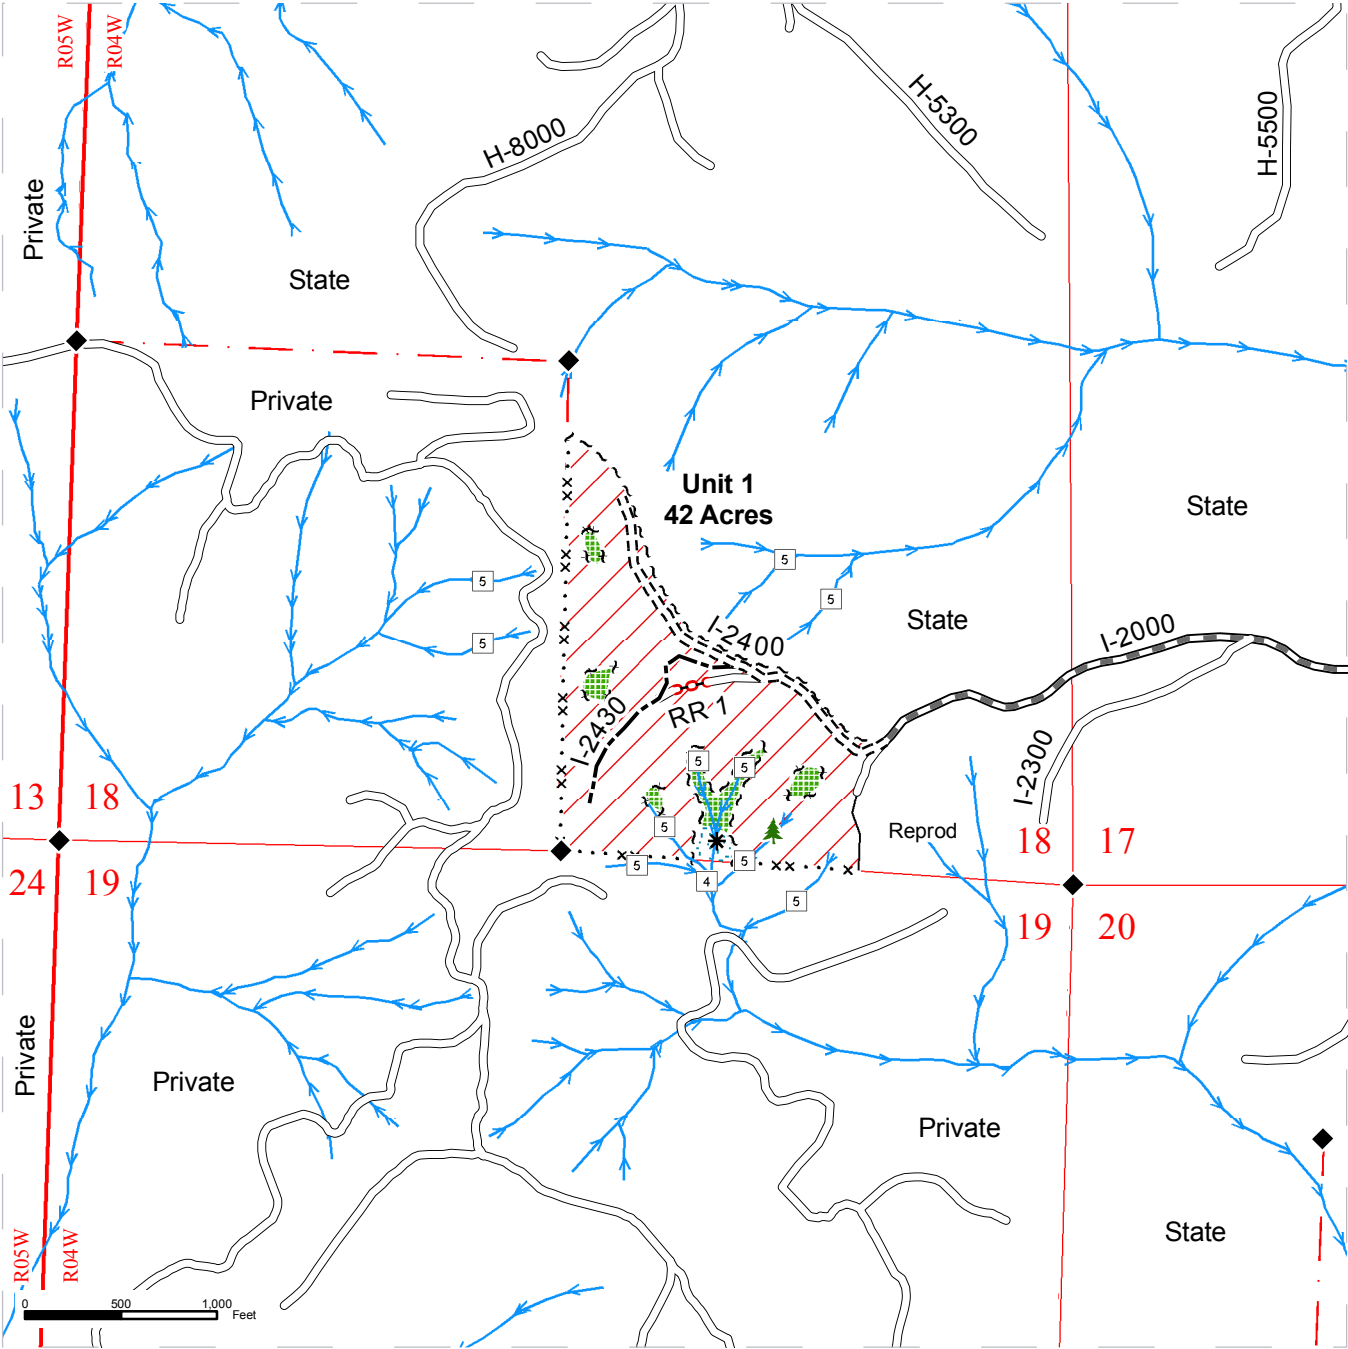 R05W
R04W
H-8000
H-5300
H-5500
Private
State
Private
Unit 1
42 Acres
State
5
5
5
5
I-2400
State
I-2000
I-2430
RR 1
I-2300
5
5
5
Reprod
13
18
18
17
5
5
4
5
24
19
19
20
Private
Private
Private
State
R05W
R04W
0
500
1,000
Feet